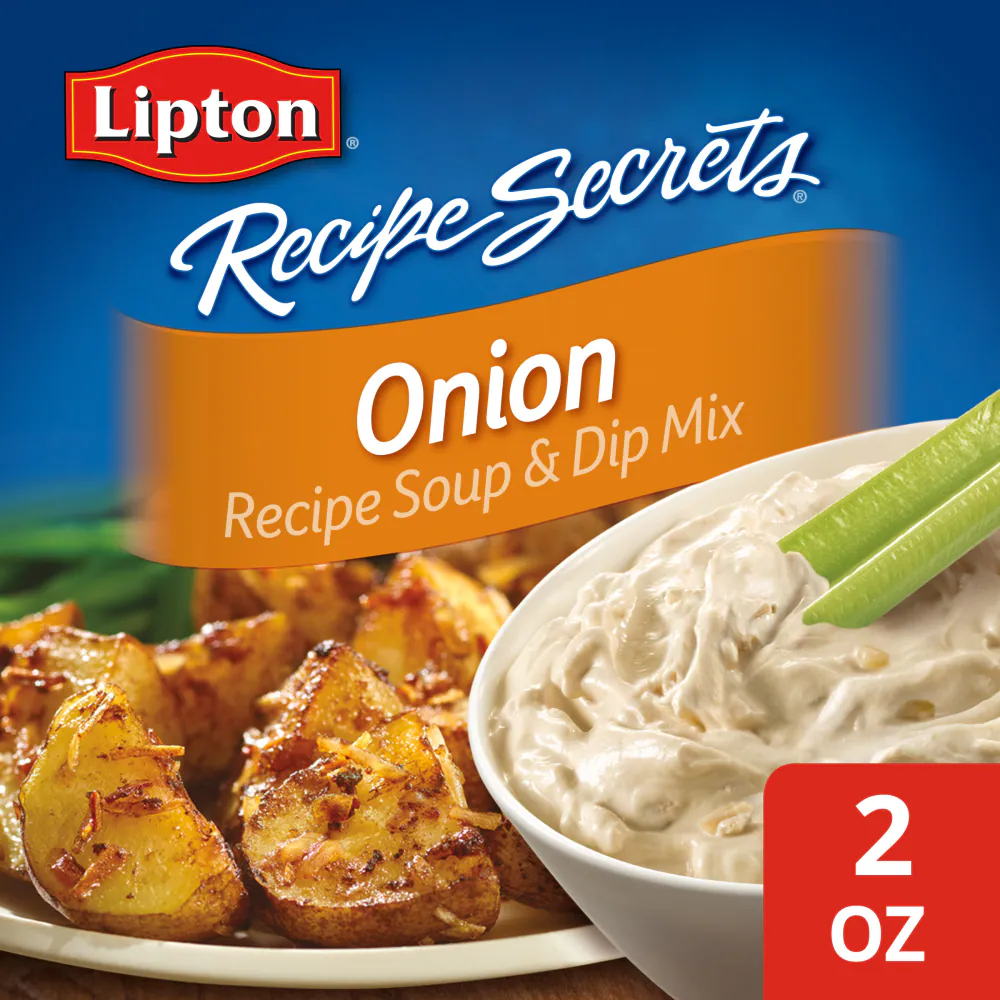 Lipton®
Recipe Secrets®
Onion
Recipe Soup & Dip Mix
2
OZ